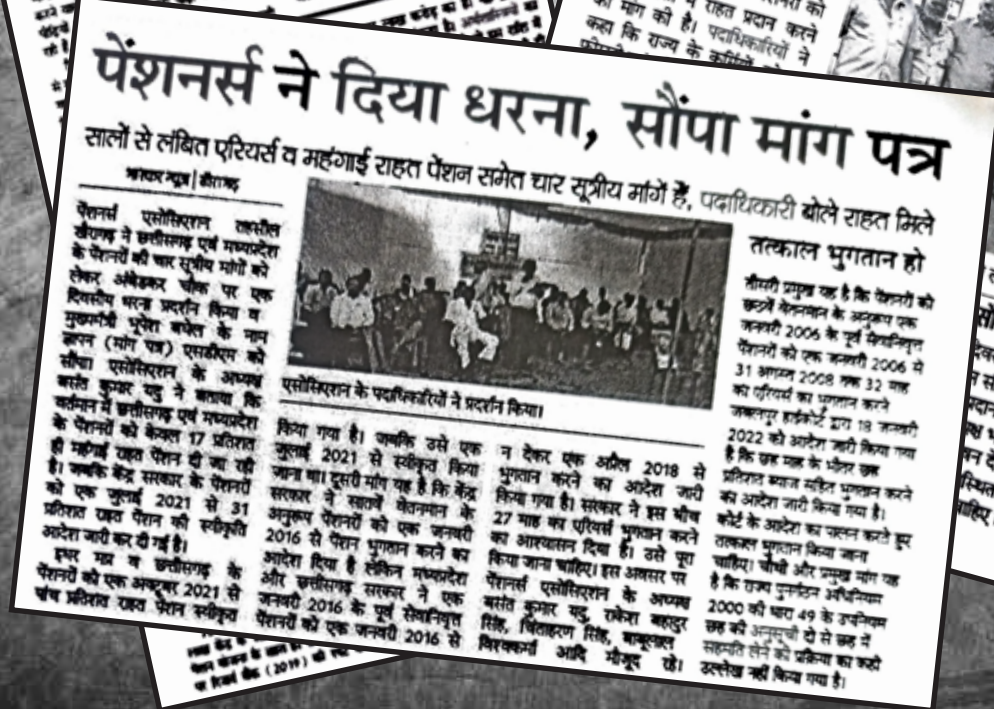 पेंशनर्स ने दिया धरना, सौंपा मांग पत्र
सालों से लंबित एरियर्स व महंगाई राहत पेंशन समेत चार सूत्रीय मांगें हैं, पदाधिकारी बोले राहत मिले
भास्कर न्यूज |
पेंशनर्स एसोसिएशन तहसील
खैरागढ़ ने छत्तीसगढ़ एवं मध्यप्रदेश
के पेंशनरों की चार सूत्रीय मांगों को
लेकर अंबेडकर चौक पर एक
दिवसीय धरना प्रदर्शन किया व
मुख्यमंत्री भूपेश बघेल के नाम
ज्ञापन (मांग पत्र) एसडीएम को
सौंपा। एसोसिएशन के अध्यक्ष
बसंत कुमार यदु ने बताया कि
वर्तमान में छत्तीसगढ़ एवं मध्यप्रदेश
के पेंशनरों को केवल 17 प्रतिशत
ही महंगाई राहत पेंशन दी जा रही
है। जबकि केंद्र सरकार के पेंशनरों
को एक जुलाई 2021 से 31
प्रतिशत राहत पेंशन की स्वीकृति
आदेश जारी कर दी गई है।
इधर मप्र व छत्तीसगढ़ के
पेंशनरों को एक अक्टूबर 2021 से
पांच प्रतिशत राहत पेंशन स्वीकृत
एसोसिएशन के पदाधिकारियों ने प्रदर्शन किया।
किया गया है। जबकि उसे एक
जुलाई 2021 से स्वीकृत किया
जाना था। दूसरी मांग यह है कि केंद्र
सरकार ने सातवें वेतनमान के
अनुरूप पेंशनरों को एक जनवरी
2016 से पेंशन भुगतान करने का
आदेश दिया है लेकिन मध्यप्रदेश
और छत्तीसगढ़ सरकार ने एक
जनवरी 2016 के पूर्व सेवानिवृत्त
पेंशनरों को एक जनवरी 2016 से
न देकर एक अप्रैल 2018 से
भुगतान करने का आदेश जारी
किया गया है। सरकार ने इस बीच
27 माह का एरियर्स भुगतान करने
का आश्वासन दिया है। उसे पूरा
किया जाना चाहिए। इस अवसर पर
पेंशनर्स एसोसिएशन के अध्यक्ष
बसंत कुमार यदु, राकेश बहादुर
सिंह, चिंताहरण सिंह, बाबूलाल
विश्वकर्मा आदि मौजूद रहे।
तत्काल भुगतान हो
तीसरी प्रमुख यह है कि पेंशनरों को
छठवें वेतनमान के अनुरूप एक
जनवरी 2006 के पूर्व सेवानिवृत्त
पेंशनरों को एक जनवरी 2006 से
31 अगस्त 2008 तक 32 माह
का एरियर्स का भुगतान करने
जबलपुर हाईकोर्ट द्वारा 18 जनवरी
2022 को आदेश जारी किया गया
है कि छह माह के भीतर छह
प्रतिशत ब्याज सहित भुगतान करने
का आदेश जारी किया गया है।
कोर्ट के आदेश का पालन करते हुए
तत्काल भुगतान किया जाना
चाहिए। चौथी और प्रमुख मांग यह
है कि राज्य पुनर्गठन अधिनियम
2000 की धारा 49 के उपनियम
छह की अनुसूची दो से छह में
सहमति लेने की प्रक्रिया का कहीं
उल्लेख नहीं किया गया है।
राहत प्रदान करने
की मांग की है। पदाधिकारियों ने
कहा कि राज्य के